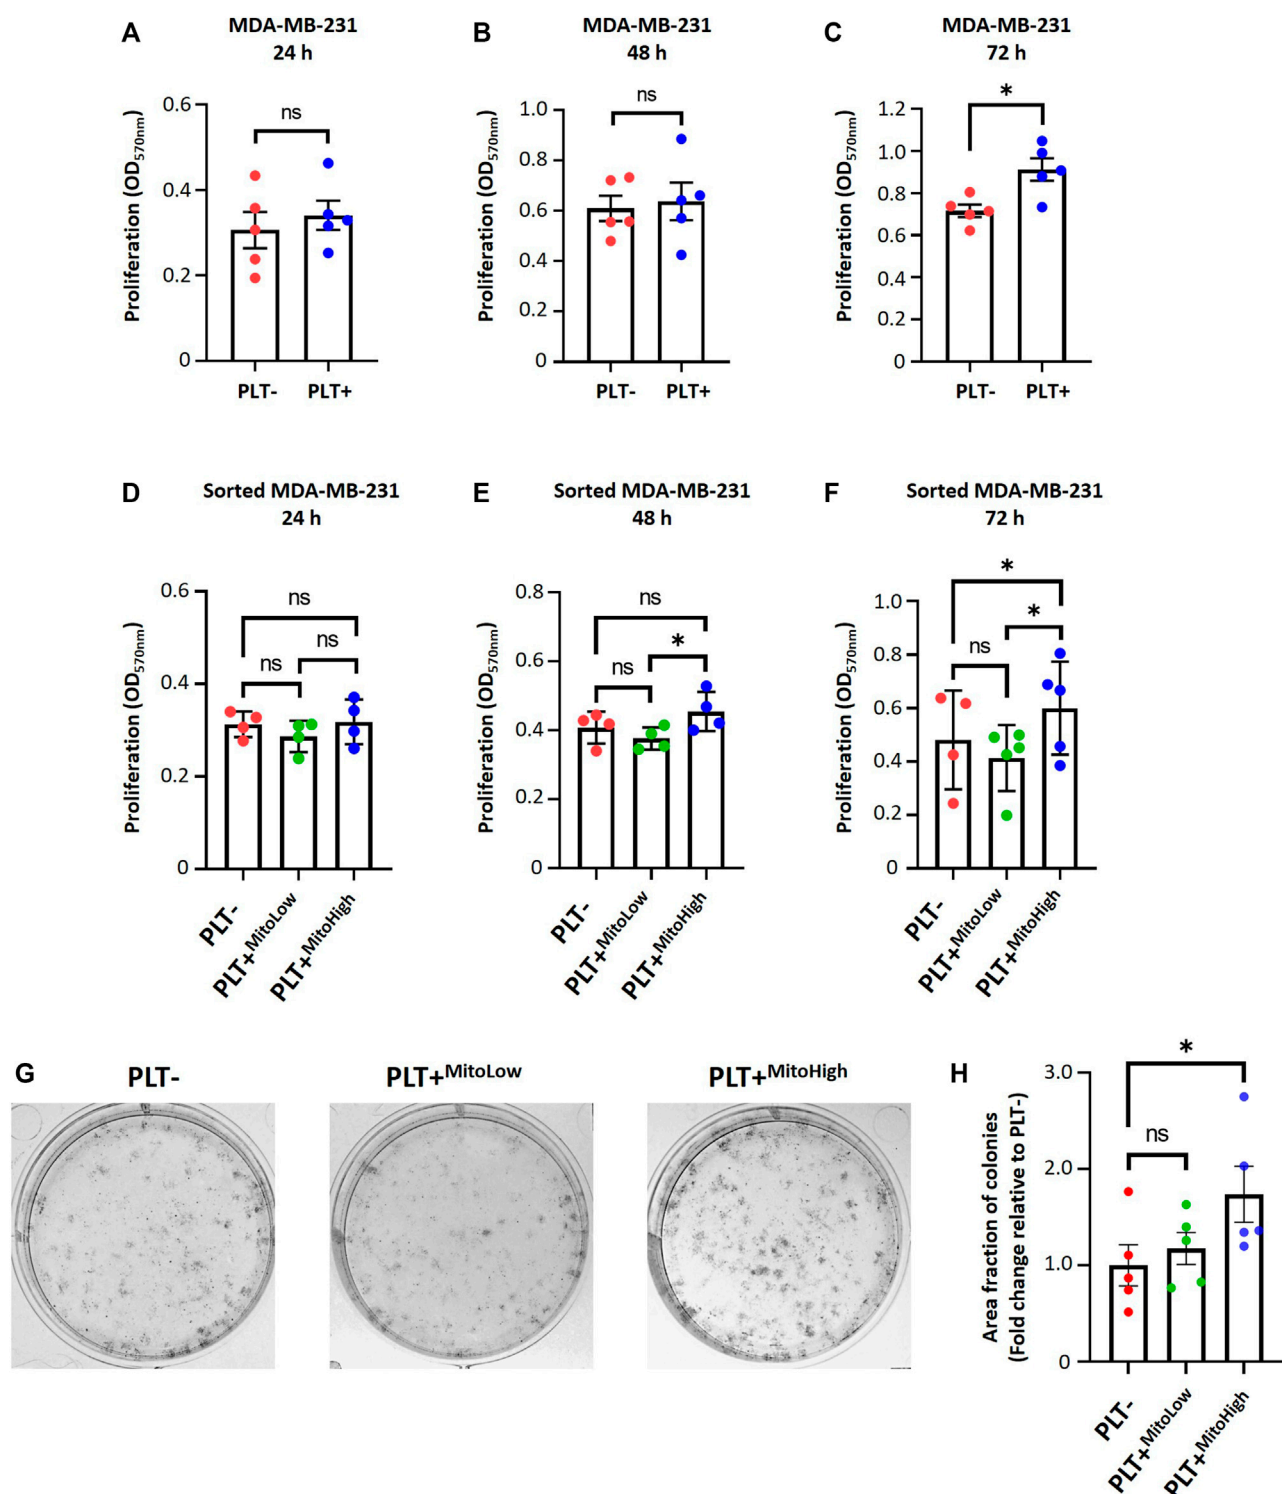 A
MDA-MB-231
24 h
Proliferation (OD570nm)
0.6
0.4
0.2
0
ns
PLT-
PLT+
B
MDA-MB-231
48 h
Proliferation (OD570nm)
1.0
0.8
0.6
0.4
0.2
0
ns
PLT-
PLT+
C
MDA-MB-231
72 h
Proliferation (OD570nm)
1.2
1.0
0.8
0.6
0.4
0.2
0
*
PLT-
PLT+
D
Sorted MDA-MB-231
24 h
Proliferation (OD570nm)
0.6
0.4
0.2
0
ns
ns
ns
PLT-
PLT+MitoLow
PLT+MitoHigh
E
Sorted MDA-MB-231
48 h
Proliferation (OD570nm)
0.8
0.6
0.4
0.2
0
ns
ns
*
PLT-
PLT+MitoLow
PLT+MitoHigh
F
Sorted MDA-MB-231
72 h
Proliferation (OD570nm)
1.0
0.8
0.6
0.4
0.2
0
*
*
ns
PLT-
PLT+MitoLow
PLT+MitoHigh
G
PLT-
PLT+MitoLow
PLT+MitoHigh
H
Area fraction of colonies
(Fold change relative to PLT-)
3.0
2.0
1.0
0
*
ns
PLT-
PLT+MitoLow
PLT+MitoHigh